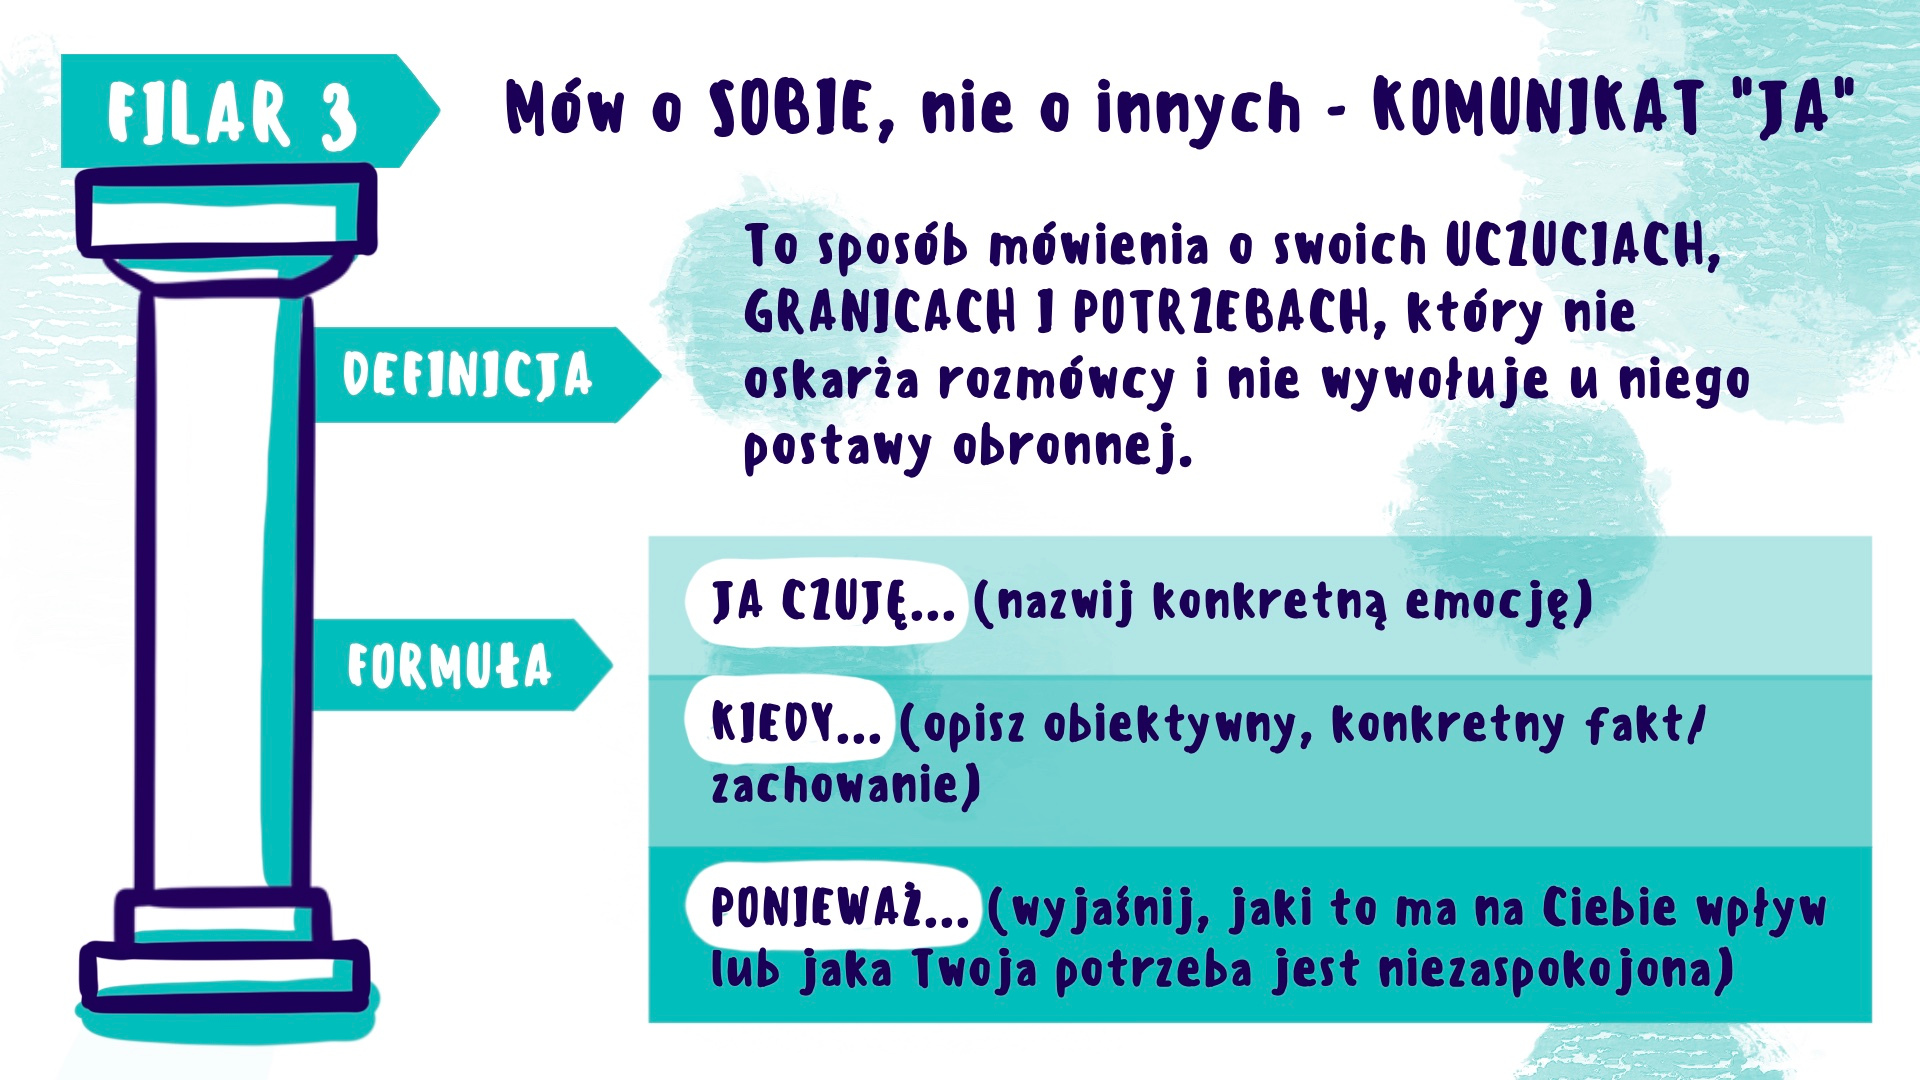 FILAR 3
Mów o SOBIE, nie o innych - KOMUNIKAT "JA"
DEFINICJA
To sposób mówienia o swoich UCZUCIACH,
GRANICACH I POTRZEBACH, który nie
oskarża rozmówcy i nie wywołuje u niego
postawy obronnej.
FORMUŁA
JA CZUJĘ... (nazwij konkretną emocję)
KIEDY... (opisz obiektywny, konkretny fakt/
zachowanie)
PONIEWAŻ... (wyjaśnij, jaki to ma na Ciebie wpływ
lub jaka Twoja potrzeba jest niezaspokojona)